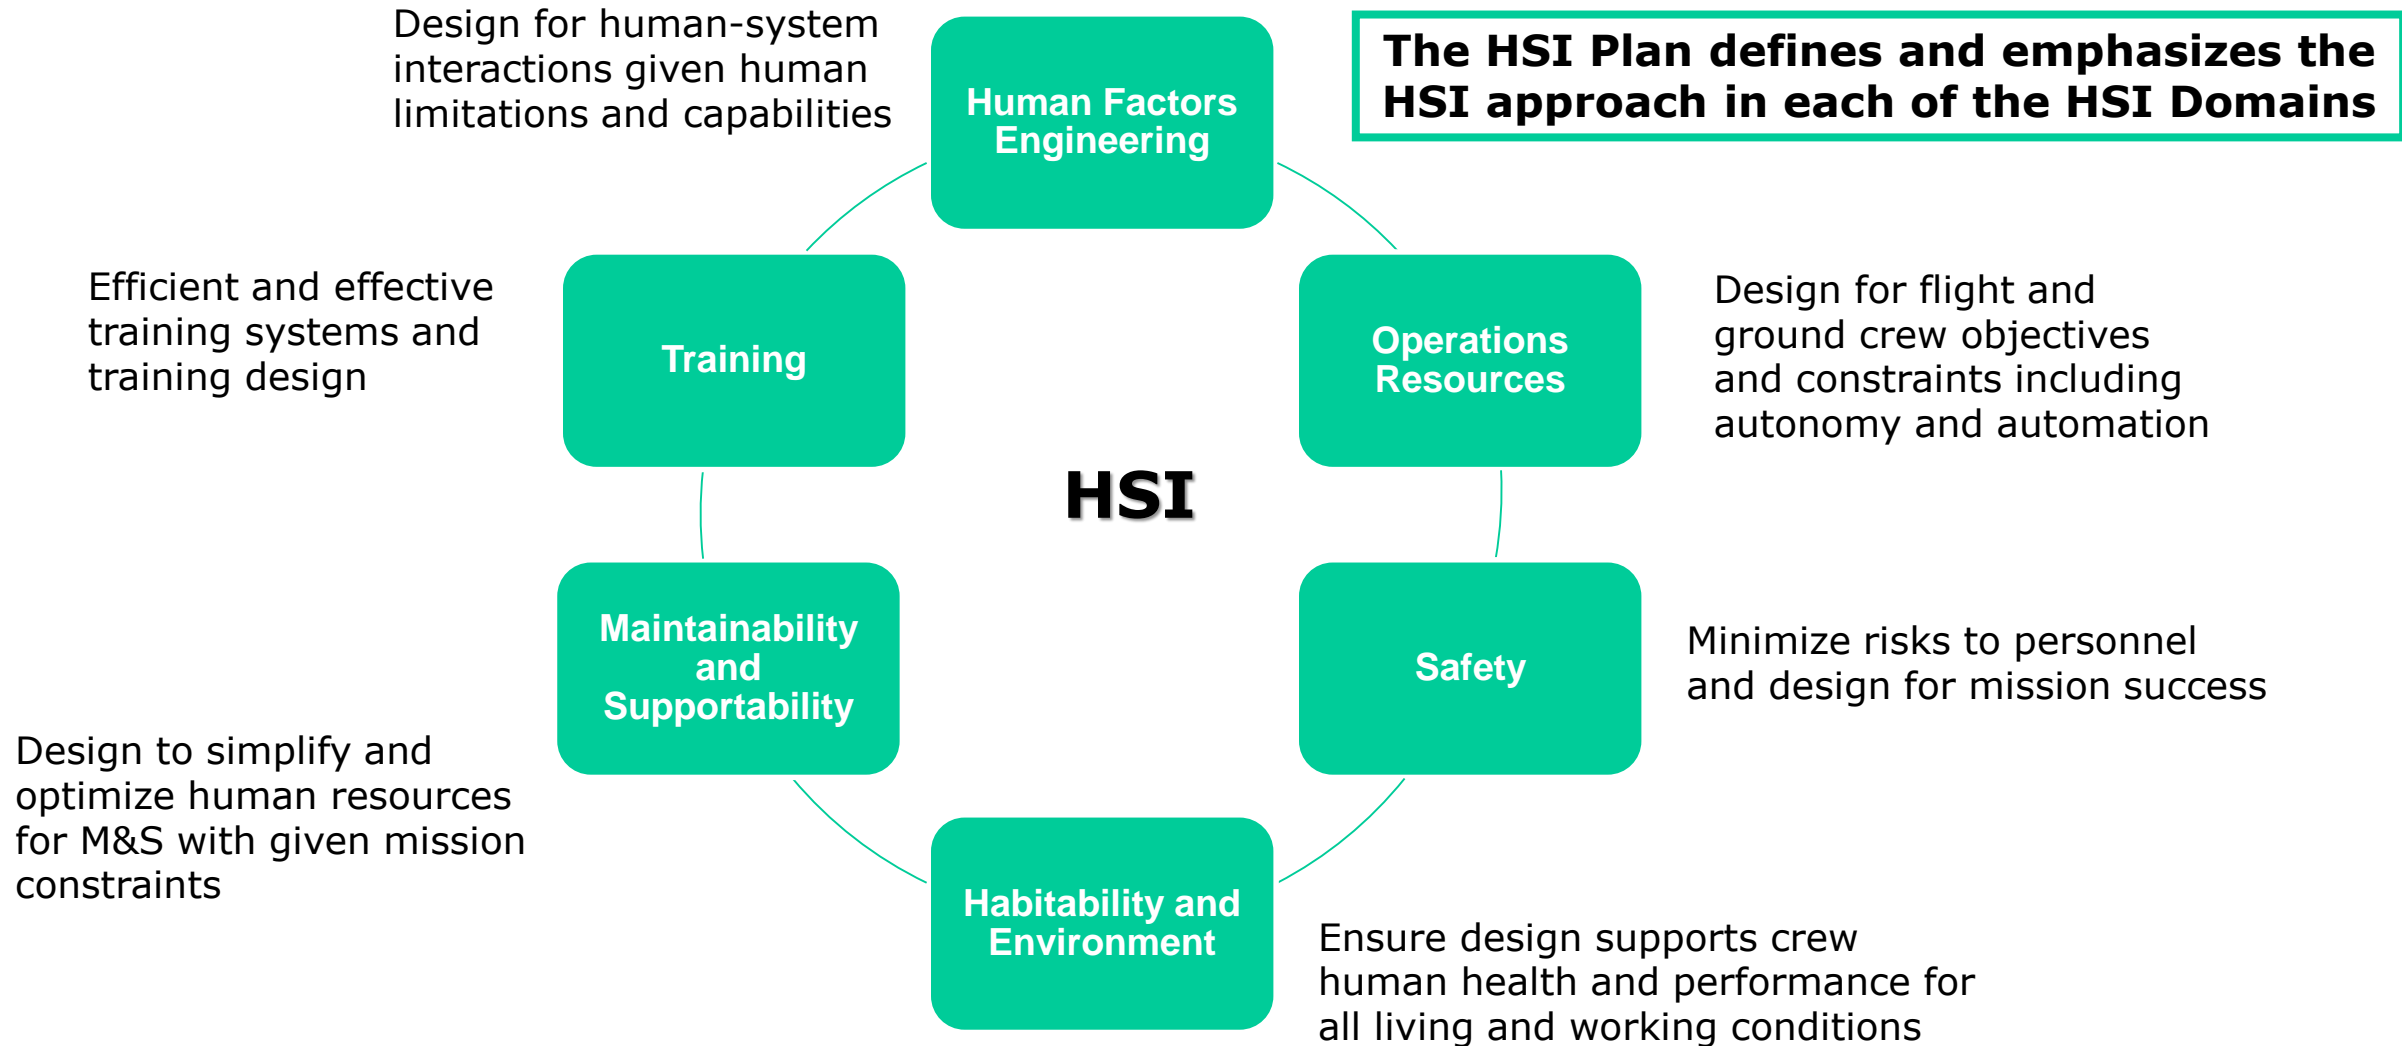 Design for human-system
interactions given human
limitations and capabilities
Human Factors
Engineering
The HSI Plan defines and emphasizes the
HSI approach in each of the HSI Domains
Efficient and effective
training systems and
training design
Training
Operations
Resources
Design for flight and
ground crew objectives
and constraints including
autonomy and automation
HSI
Maintainability
and
Supportability
Safety
Minimize risks to personnel
and design for mission success
Design to simplify and
optimize human resources
for M&S with given mission
constraints
Habitability and
Environment
Ensure design supports crew
human health and performance for
all living and working conditions